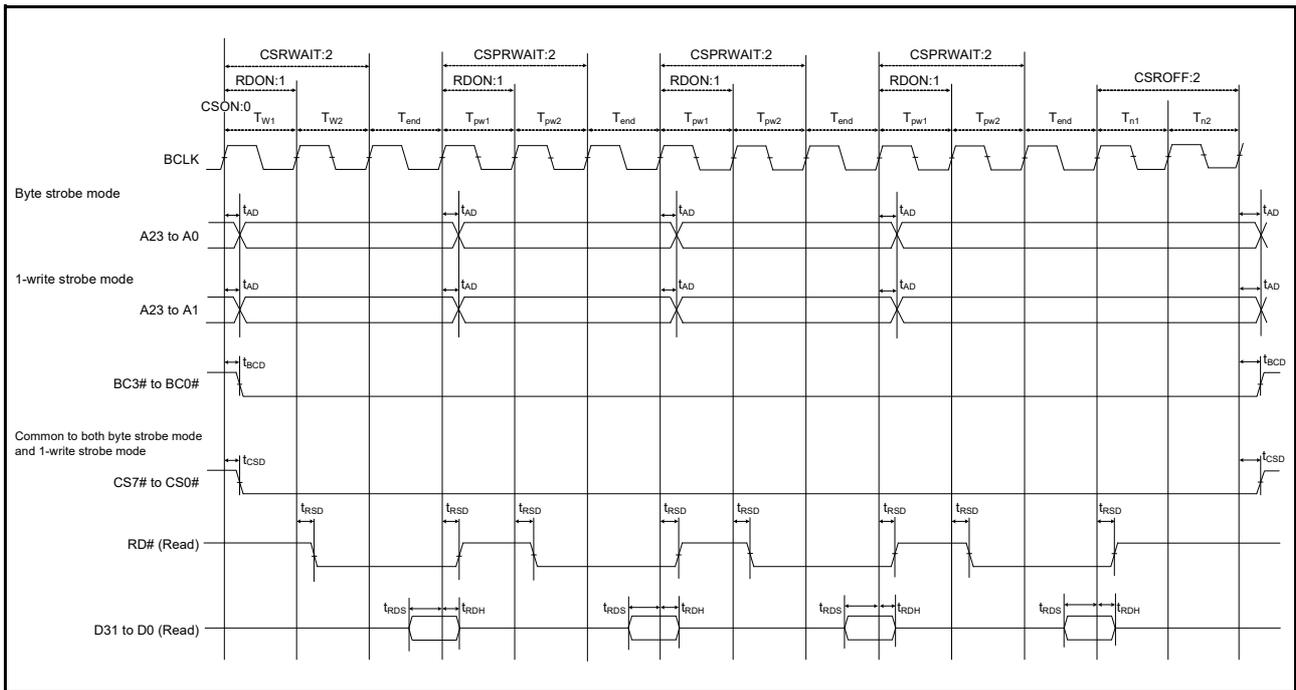 CSRWAIT:2 CSPRWAIT:2 CSPRWAIT:2 CSPRWAIT:2
RDON:1 RDON:1 RDON:1 RDON:1 CSROFF:2
CSON:0
TW1 TW2 Tend Tpw1 Tpw2 Tend Tpw1 Tpw2 Tend Tpw1 Tpw2 Tend Tn1 Tn2
BCLK
Byte strobe mode
tAD tAD tAD tAD tAD
A23 to A0
1-write strobe mode
tAD tAD tAD tAD tAD
A23 to A1
tBCD tBCD
BC3# to BC0#
Common to both byte strobe mode
and 1-write strobe mode
tCSD tCSD
CS7# to CS0#
tRSD tRSD tRSD tRSD tRSD tRSD tRSD tRSD
RD# (Read)
tRDS tRDH tRDS tRDH tRDS tRDH tRDS tRDH
D31 to D0 (Read)